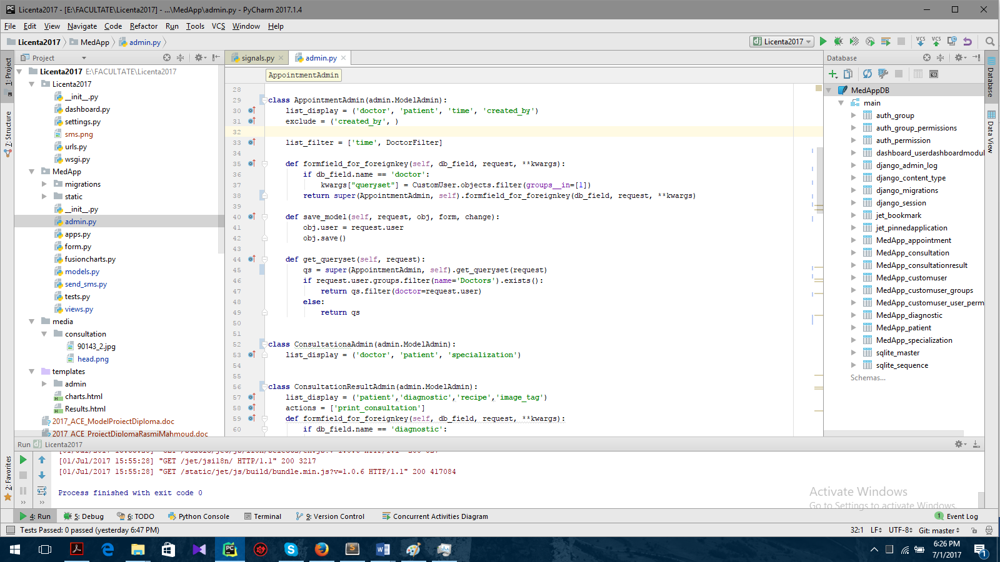 Licenta2017 - [E:\FACULTATE\Licenta2017] - ...\MedApp\admin.py - PyCharm 2017.1.4
File Edit View Navigate Code Refactor Run Tools VCS Window Help
Licenta2017 MedApp admin.py
Licenta2017
VCS VCS
Project
signals.py admin.py
Database
1: Project
7: Structure
2: Favorites
Licenta2017 E:\FACULTATE\Licenta2017
Licenta2017
__init__.py
dashboard.py
settings.py
sms.png
urls.py
wsgi.py
MedApp
migrations
static
__init__.py
admin.py
apps.py
form.py
fusioncharts.py
models.py
send_sms.py
tests.py
views.py
media
consultation
90143_2.jpg
head.png
templates
admin
charts.html
Results.html
2017_ACE_ModelProiectDiploma.doc
2017_ACE_ProiectDiplomaRasmiMahmoud.doc
AppointmentAdmin
28
29 class AppointmentAdmin(admin.ModelAdmin):
30 list_display = ('doctor', 'patient', 'time', 'created_by')
31 exclude = ('created_by', )
32
33 list_filter = ['time', DoctorFilter]
34
35 def formfield_for_foreignkey(self, db_field, request, **kwargs):
36 if db_field.name == 'doctor':
37 kwargs["queryset"] = CustomUser.objects.filter(groups__in=[1])
38 return super(AppointmentAdmin, self).formfield_for_foreignkey(db_field, request, **kwargs)
39
40 def save_model(self, request, obj, form, change):
41 obj.user = request.user
42 obj.save()
43
44 def get_queryset(self, request):
45 qs = super(AppointmentAdmin, self).get_queryset(request)
46 if request.user.groups.filter(name='Doctors').exists():
47 return qs.filter(doctor=request.user)
48 else:
49 return qs
50
51
52 class ConsultationaAdmin(admin.ModelAdmin):
53 list_display = ('doctor', 'patient', 'specialization')
54
55
56 class ConsultationResultAdmin(admin.ModelAdmin):
57 list_display = ('patient','diagnostic','recipe','image_tag')
58 actions = ['print_consultation']
59 def formfield_for_foreignkey(self, db_field, request, **kwargs):
60 if db_field.name == 'diagnostic':
MedAppDB
main
auth_group
auth_group_permissions
auth_permission
dashboard_userdashboardmodul
django_admin_log
django_content_type
django_migrations
django_session
jet_bookmark
jet_pinnedapplication
MedApp_appointment
MedApp_consultation
MedApp_consultationresult
MedApp_customuser
MedApp_customuser_groups
MedApp_customuser_user_perm
MedApp_diagnostic
MedApp_patient
MedApp_specialization
sqlite_master
sqlite_sequence
Schemas...
Database
Data View
Run Licenta2017
[01/Jul/2017 15:55:28] "GET /jet/jsi18n/ HTTP/1.1" 200 3217
[01/Jul/2017 15:55:28] "GET /static/jet/js/build/bundle.min.js?v=1.0.6 HTTP/1.1" 200 417084
Process finished with exit code 0
Activate Windows
Go to Settings to activate Windows.
4: Run 5: Debug 6: TODO Python Console Terminal 9: Version Control Concurrent Activities Diagram 1 Event Log
Tests Passed: 0 passed (yesterday 6:47 PM) 32:1 LF UTF-8 Git: master
6:26 PM
7/1/2017
1